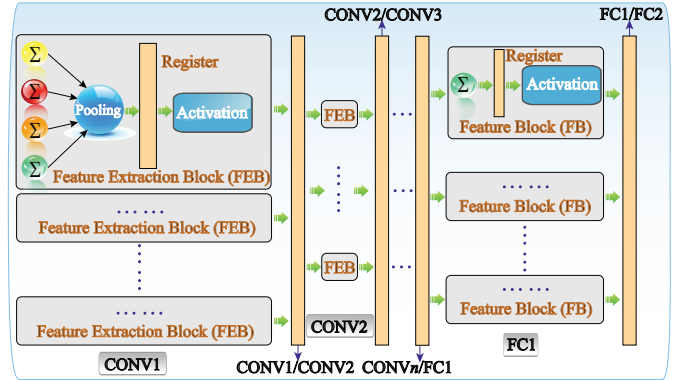 CONV2/CONV3
FC1/FC2
Σ
Σ
Σ
Σ
Pooling
Register
Activation
Feature Extraction Block (FEB)
FEB
......
Σ
Register
Activation
Feature Block (FB)
......
Feature Extraction Block (FEB)
......
Feature Block (FB)
FEB
......
Feature Extraction Block (FEB)
......
Feature Block (FB)
CONV1
CONV2
FC1
CONV1/CONV2
CONVn/FC1